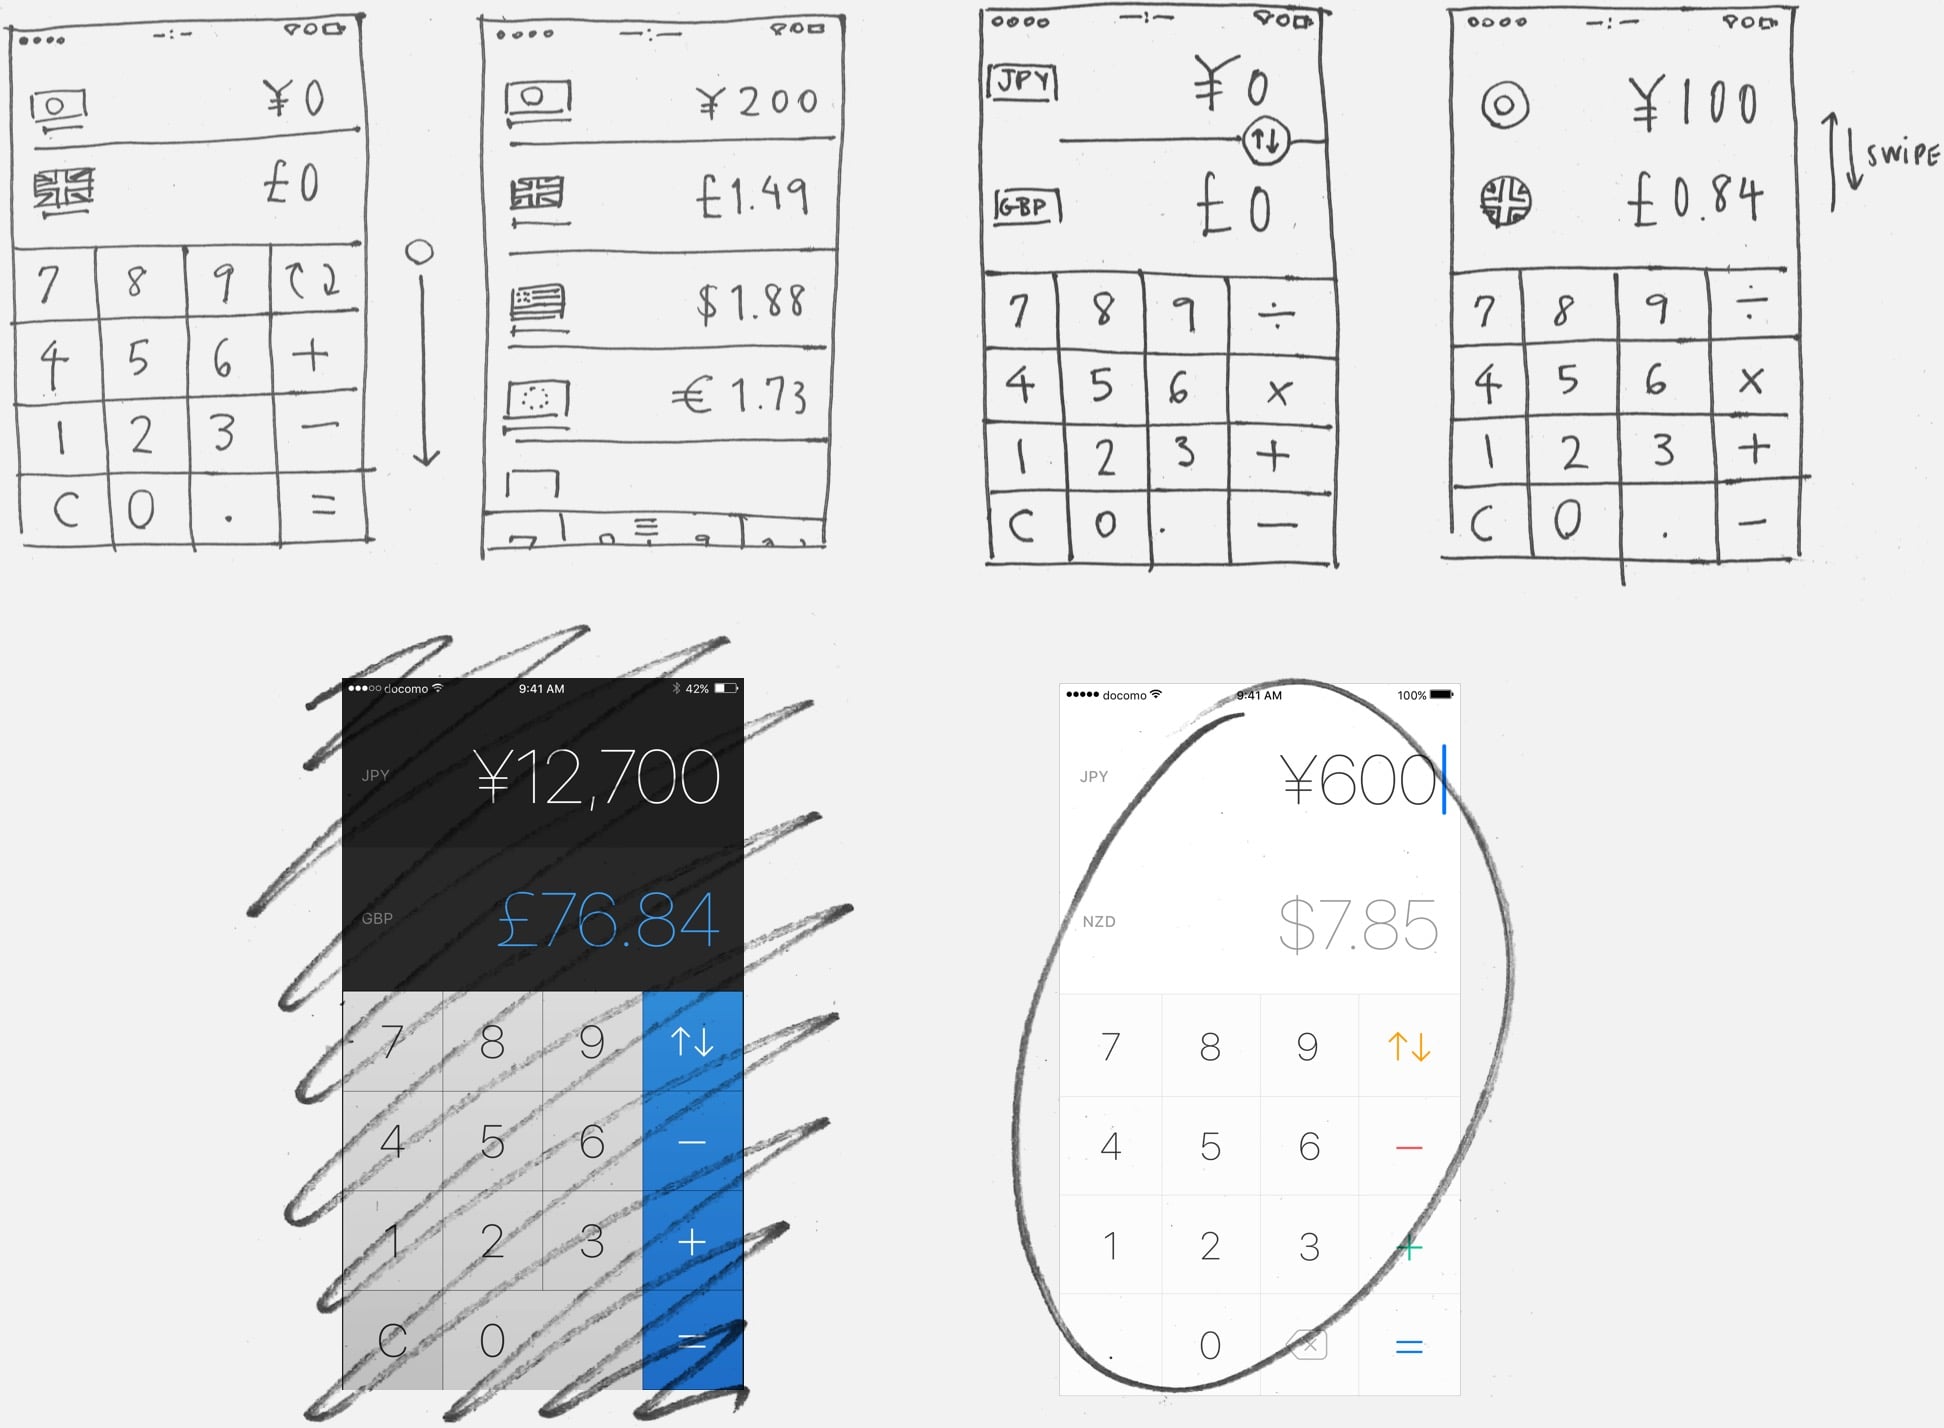 ¥0
£0
7 8 9
4 5 6 +
1 2 3 −
C 0 . =
¥200
£1.49
$1.88
€1.73
JPY ¥0
GBP £0
7 8 9 ÷
4 5 6 ×
1 2 3 +
C 0 . −
¥100
£0.84
SWIPE
7 8 9 ÷
4 5 6 ×
1 2 3 +
C 0 . −
docomo 9:41 AM 42%
JPY ¥12,700
GBP £76.84
7 8 9 ↑↓
4 5 6 −
1 2 3 +
C 0 =
docomo 9:41 AM 100%
JPY ¥600
NZD $7.85
7 8 9 ↑↓
4 5 6 −
1 2 3 +
. 0 =